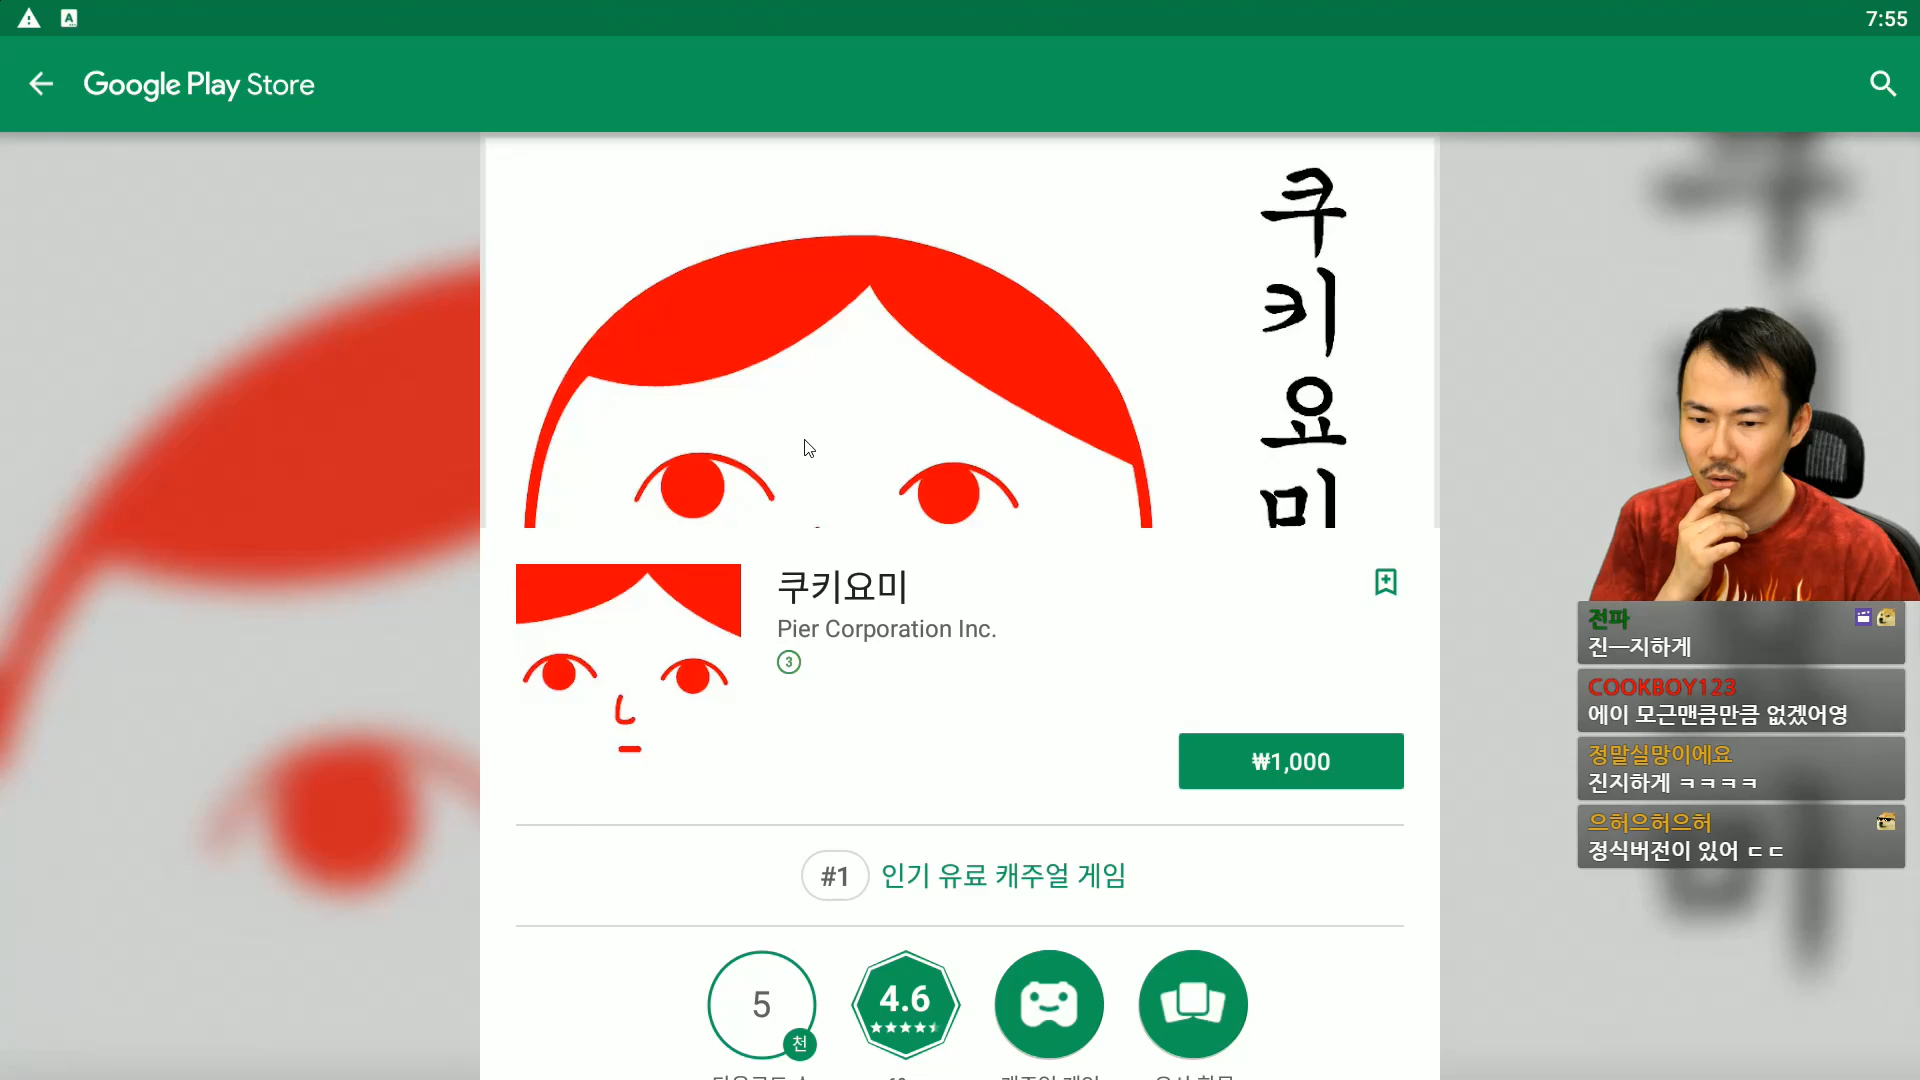 7:55
Google Play Store
쿠키요미
쿠키요미
Pier Corporation Inc.
3
₩1,000
#1 인기 유료 캐주얼 게임
5
천
4.6
전파
진—지하게
COOKBOY123
에이 모근맨큼만큼 없겠어영
정말실망이에요
진지하게 ㅋㅋㅋㅋ
으허으허으허
정식버전이 있어 ㄷㄷ